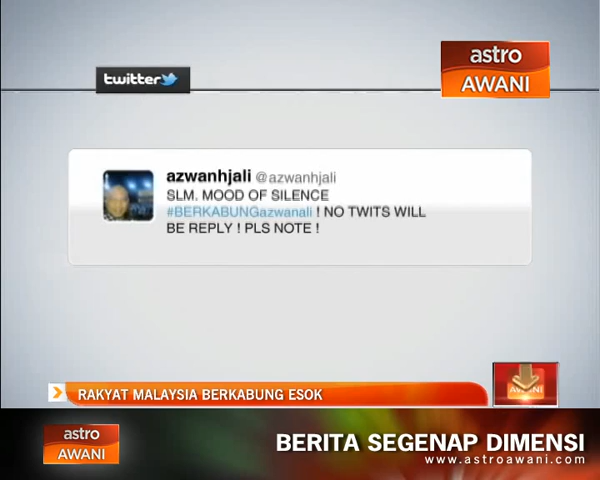 twitter
astro
AWANI
azwanhjali @azwanhjali
SLM. MOOD OF SILENCE
#BERKABUNGazwanali ! NO TWITS WILL
BE REPLY ! PLS NOTE !
RAKYAT MALAYSIA BERKABUNG ESOK
AWANI
astro
AWANI
BERITA SEGENAP DIMENSI
www.astroawani.com